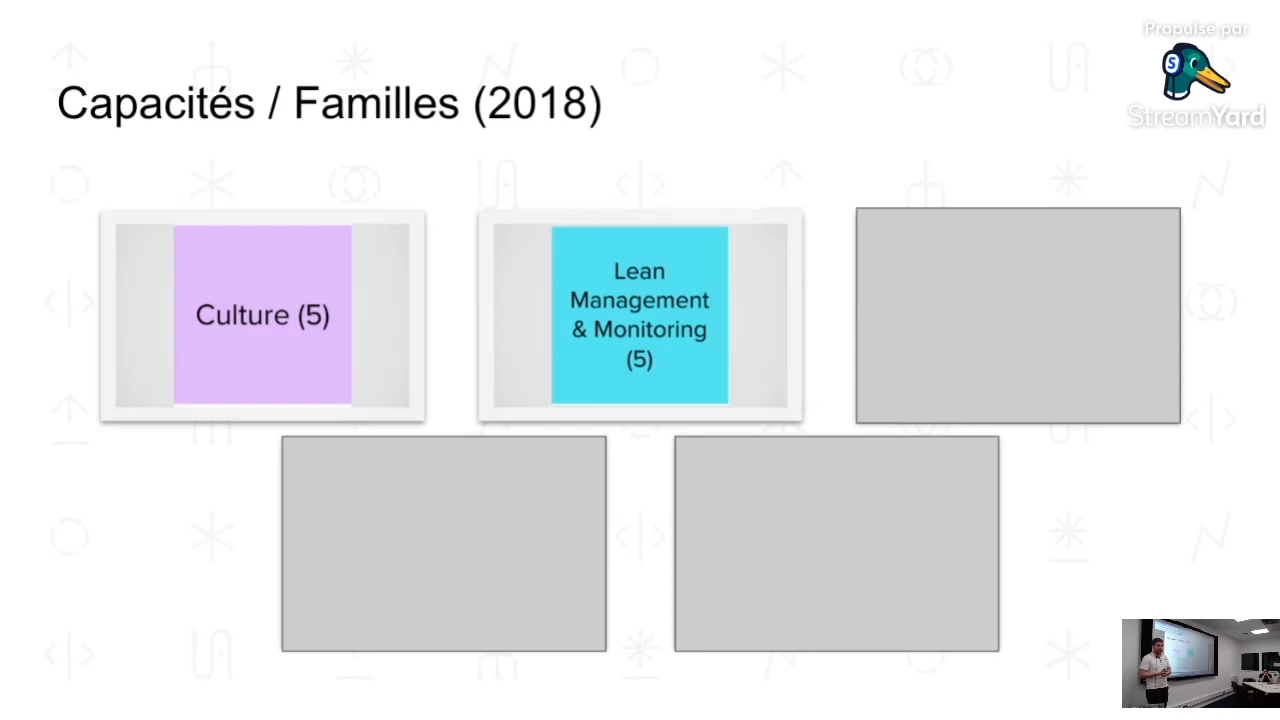 Propulsé par
StreamYard
Capacités / Familles (2018)
Culture (5)
Lean
Management
& Monitoring
(5)